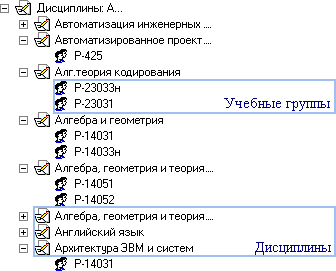 Дисциплины: А...
Автоматизация инженерных ...
Автоматизированное проект...
Р-425
Алг.теория кодирования
Р-23033н
Р-23031
Учебные группы
Алгебра и геометрия
Р-14031
Р-14033н
Алгебра, геометрия и теория...
Р-14051
Р-14052
Алгебра, геометрия и теория...
Английский язык
Архитектура ЭВМ и систем
Дисциплины
Р-14031